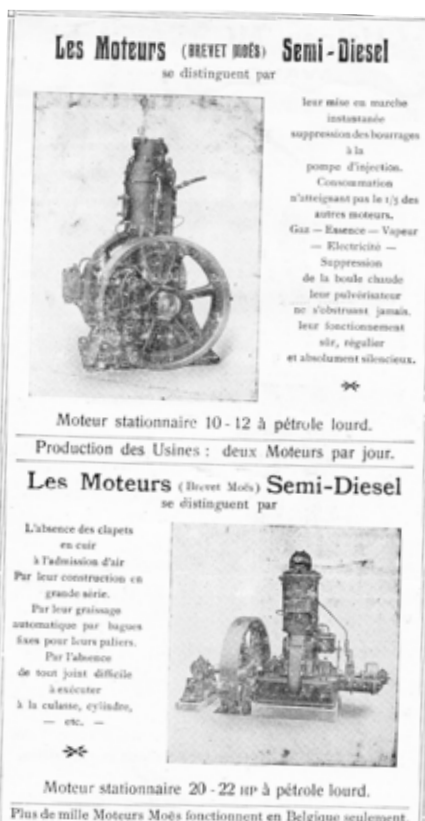 Les Moteurs (BREVET MOËS) Semi-Diesel
se distinguent par
leur mise en marche
instantanée
suppression des bourrages
à la
pompe d'injection.
Consommation
n'atteignant pas le 1/5 des
autres moteurs.
Gaz — Essence — Vapeur
— Electricité —
Suppression
de la boule chaude
leur pulvérisateur
ne s'obstruant jamais.
leur fonctionnement
sûr, régulier
et absolument silencieux.
Moteur stationnaire 10-12 à pétrole lourd.
Production des Usines : deux Moteurs par jour.
Les Moteurs (Brevet Moës) Semi-Diesel
se distinguent par
L'absence des clapets
en cuir
à l'admission d'air
Par leur construction en
grande série.
Par leur graissage
automatique par bagues
fixes pour leurs paliers.
Par l'absence
de tout joint difficile
à exécuter
à la culasse, cylindre,
— etc. —
Moteur stationnaire 20-22 HP à pétrole lourd.
Plus de mille Moteurs Moës fonctionnent en Belgique seulement.